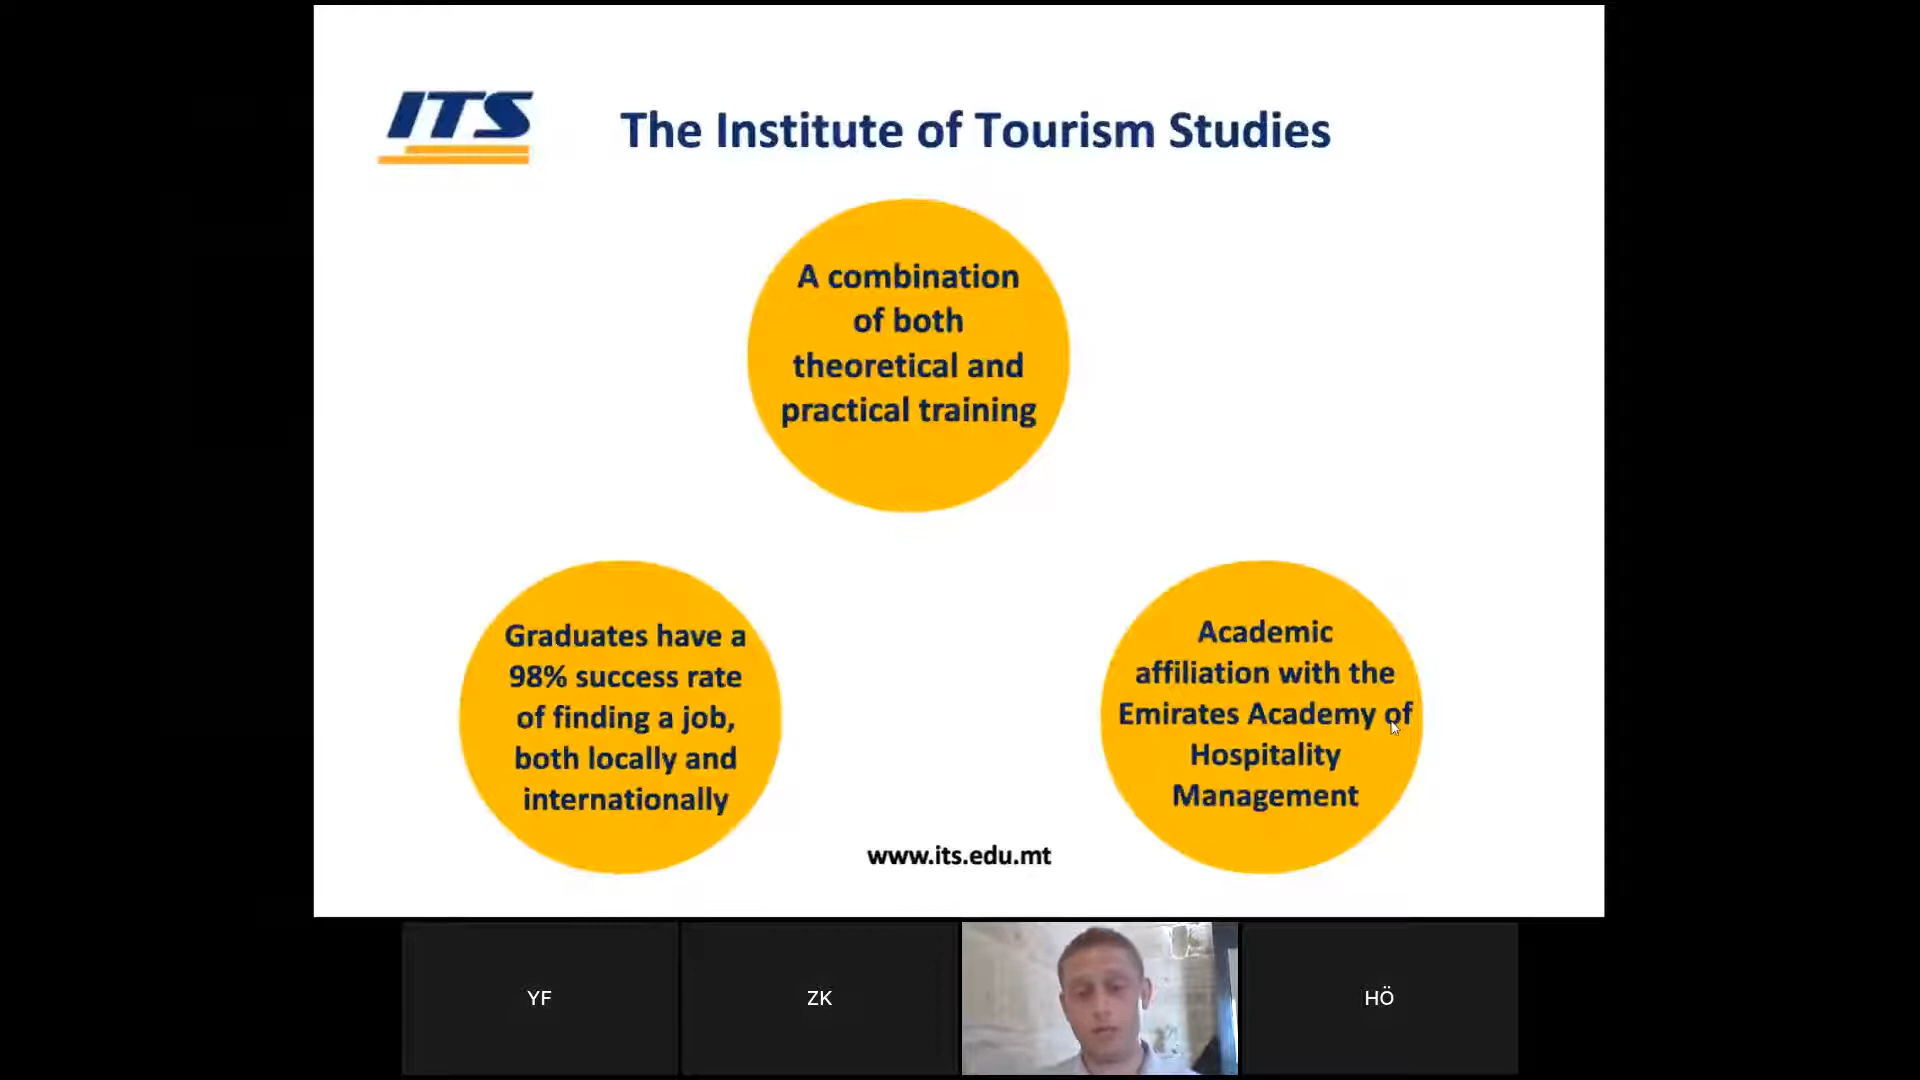 ITS
The Institute of Tourism Studies
A combination
of both
theoretical and
practical training
Graduates have a
98% success rate
of finding a job,
both locally and
internationally
Academic
affiliation with the
Emirates Academy of
Hospitality
Management
www.its.edu.mt
YF
ZK
HÖ